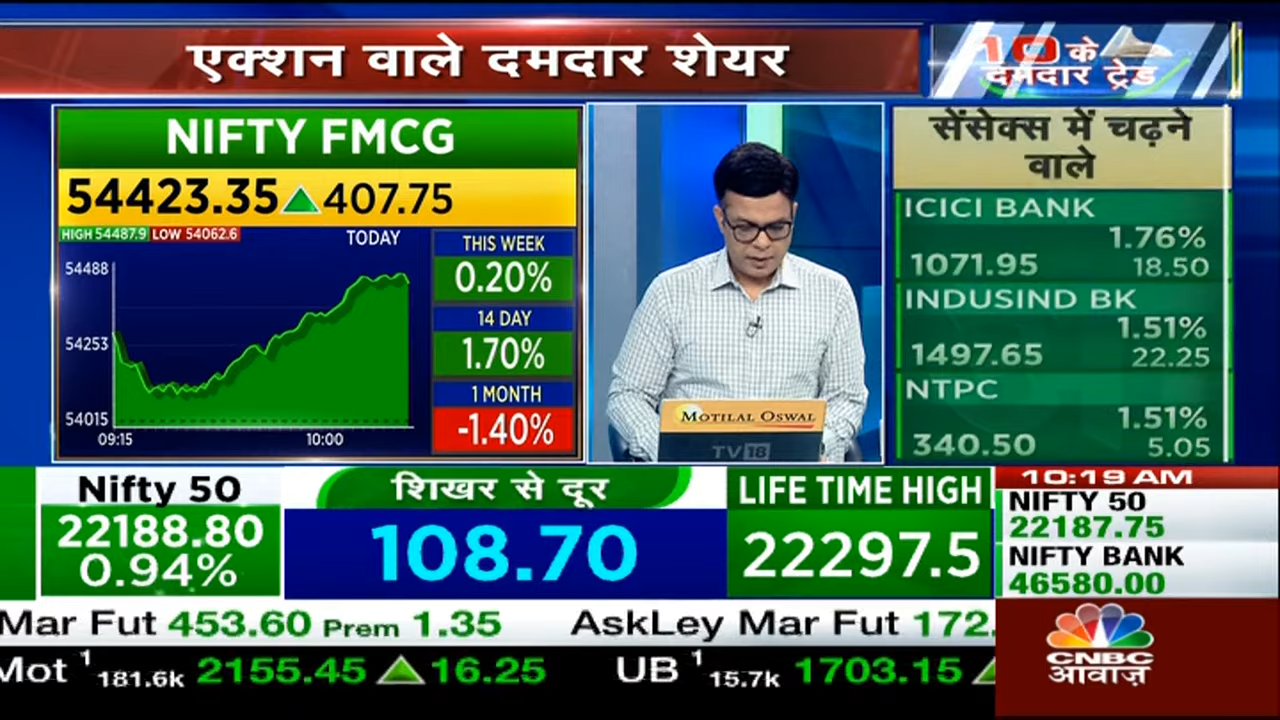 एक्शन वाले दमदार शेयर
10 के
दमदार ट्रेड
NIFTY FMCG
54423.35 ▲ 407.75
HIGH 54487.9 LOW 54062.6
TODAY
54488
54253
54015
09:15 10:00
THIS WEEK
0.20%
14 DAY
1.70%
1 MONTH
-1.40%
MOTILAL OSWAL
TV18
सेंसेक्स में चढ़ने
वाले
ICICI BANK
1.76%
1071.95 18.50
INDUSIND BK
1.51%
1497.65 22.25
NTPC
1.51%
340.50 5.05
Nifty 50
22188.80
0.94%
शिखर से दूर
108.70
LIFE TIME HIGH
22297.5
10:19 AM
NIFTY 50
22187.75
NIFTY BANK
46580.00
Mar Fut 453.60 Prem 1.35 AskLey Mar Fut 172.
Mot 1 181.6k 2155.45 ▲ 16.25 UB 1 15.7k 1703.15
CNBC
आवाज़